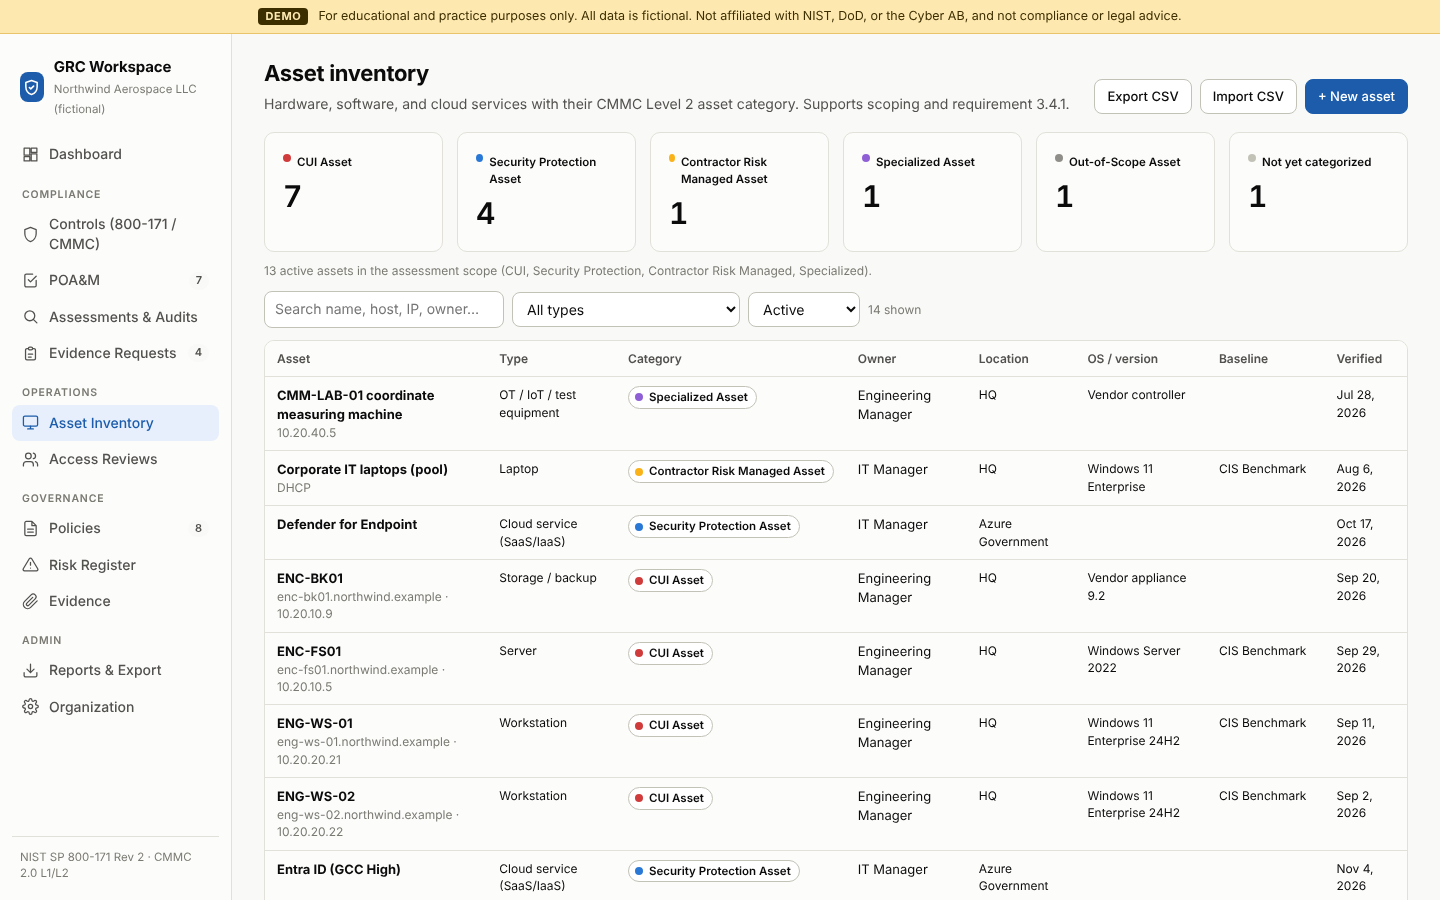 DEMO For educational and practice purposes only. All data is fictional. Not affiliated with NIST, DoD, or the Cyber AB, and not compliance or legal advice.
GRC Workspace
Northwind Aerospace LLC
(fictional)
Dashboard
COMPLIANCE
Controls (800-171 /
CMMC)
POA&M 7
Assessments & Audits
Evidence Requests 4
OPERATIONS
Asset Inventory
Access Reviews
GOVERNANCE
Policies 8
Risk Register
Evidence
ADMIN
Reports & Export
Organization
NIST SP 800-171 Rev 2 · CMMC
2.0 L1/L2
Asset inventory
Hardware, software, and cloud services with their CMMC Level 2 asset category. Supports scoping and requirement 3.4.1.
Export CSV Import CSV + New asset
CUI Asset
7
Security Protection
Asset
4
Contractor Risk
Managed Asset
1
Specialized Asset
1
Out-of-Scope Asset
1
Not yet categorized
1
13 active assets in the assessment scope (CUI, Security Protection, Contractor Risk Managed, Specialized).
Search name, host, IP, owner... All types Active 14 shown
Asset Type Category Owner Location OS / version Baseline Verified
CMM-LAB-01 coordinate OT / IoT / test Specialized Asset Engineering HQ Vendor controller Jul 28,
measuring machine equipment Manager 2026
10.20.40.5
Corporate IT laptops (pool) Laptop Contractor Risk Managed Asset IT Manager HQ Windows 11 CIS Benchmark Aug 6,
DHCP Enterprise 2026
Defender for Endpoint Cloud service Security Protection Asset IT Manager Azure Oct 17,
(SaaS/IaaS) Government 2026
ENC-BK01 Storage / backup CUI Asset Engineering HQ Vendor appliance Sep 20,
enc-bk01.northwind.example · Manager 9.2 2026
10.20.10.9
ENC-FS01 Server CUI Asset Engineering HQ Windows Server CIS Benchmark Sep 29,
enc-fs01.northwind.example · Manager 2022 2026
10.20.10.5
ENG-WS-01 Workstation CUI Asset Engineering HQ Windows 11 CIS Benchmark Sep 11,
eng-ws-01.northwind.example · Manager Enterprise 24H2 2026
10.20.20.21
ENG-WS-02 Workstation CUI Asset Engineering HQ Windows 11 CIS Benchmark Sep 2,
eng-ws-02.northwind.example · Manager Enterprise 24H2 2026
10.20.20.22
Entra ID (GCC High) Cloud service Security Protection Asset IT Manager Azure Nov 4,
(SaaS/IaaS) Government 2026